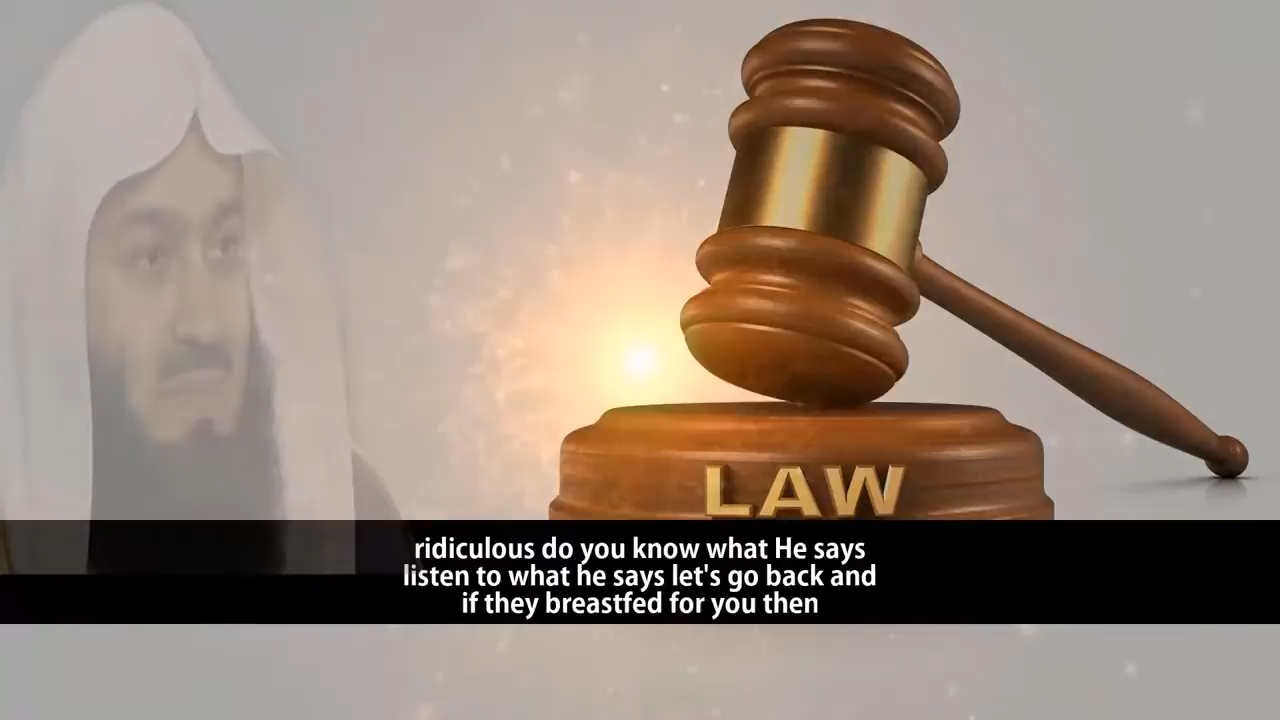 LAW
ridiculous do you know what He says
listen to what he says let's go back and
if they breastfed for you then